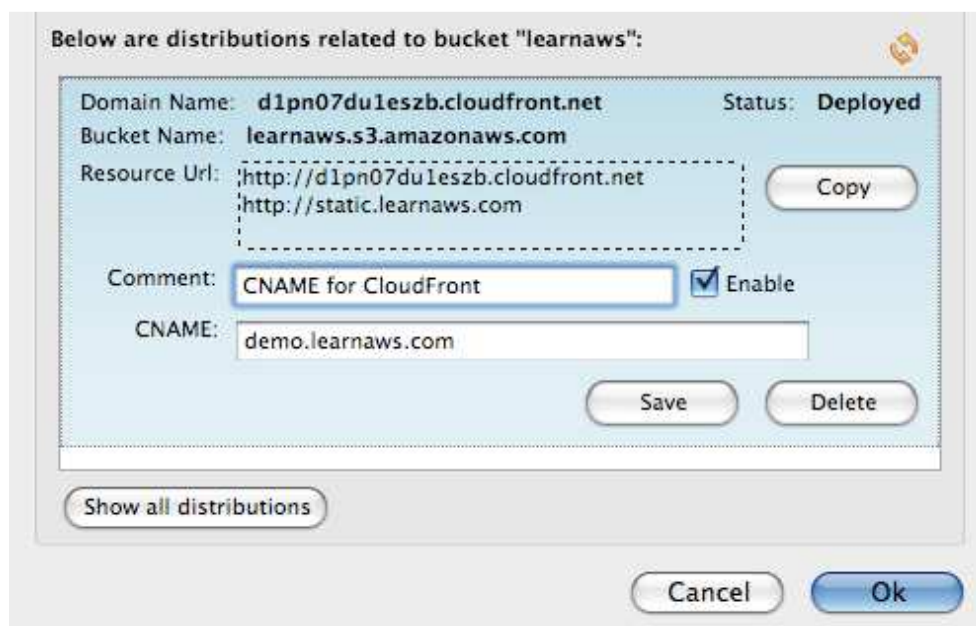 Below are distributions related to bucket "learnaws":
Domain Name: d1pn07du1eszb.cloudfront.net Status: Deployed
Bucket Name: learnaws.s3.amazonaws.com
Resource Url: http://d1pn07du1eszb.cloudfront.net
http://static.learnaws.com
Copy
Comment: CNAME for CloudFront Enable
CNAME: demo.learnaws.com
Save Delete
Show all distributions
Cancel Ok